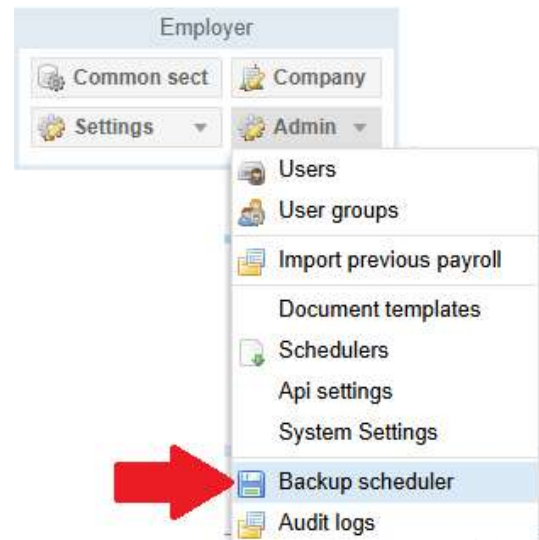 Employer
Common sect Company
Settings Admin
Users
User groups
Import previous payroll
Document templates
Schedulers
Api settings
System Settings
Backup scheduler
Audit logs